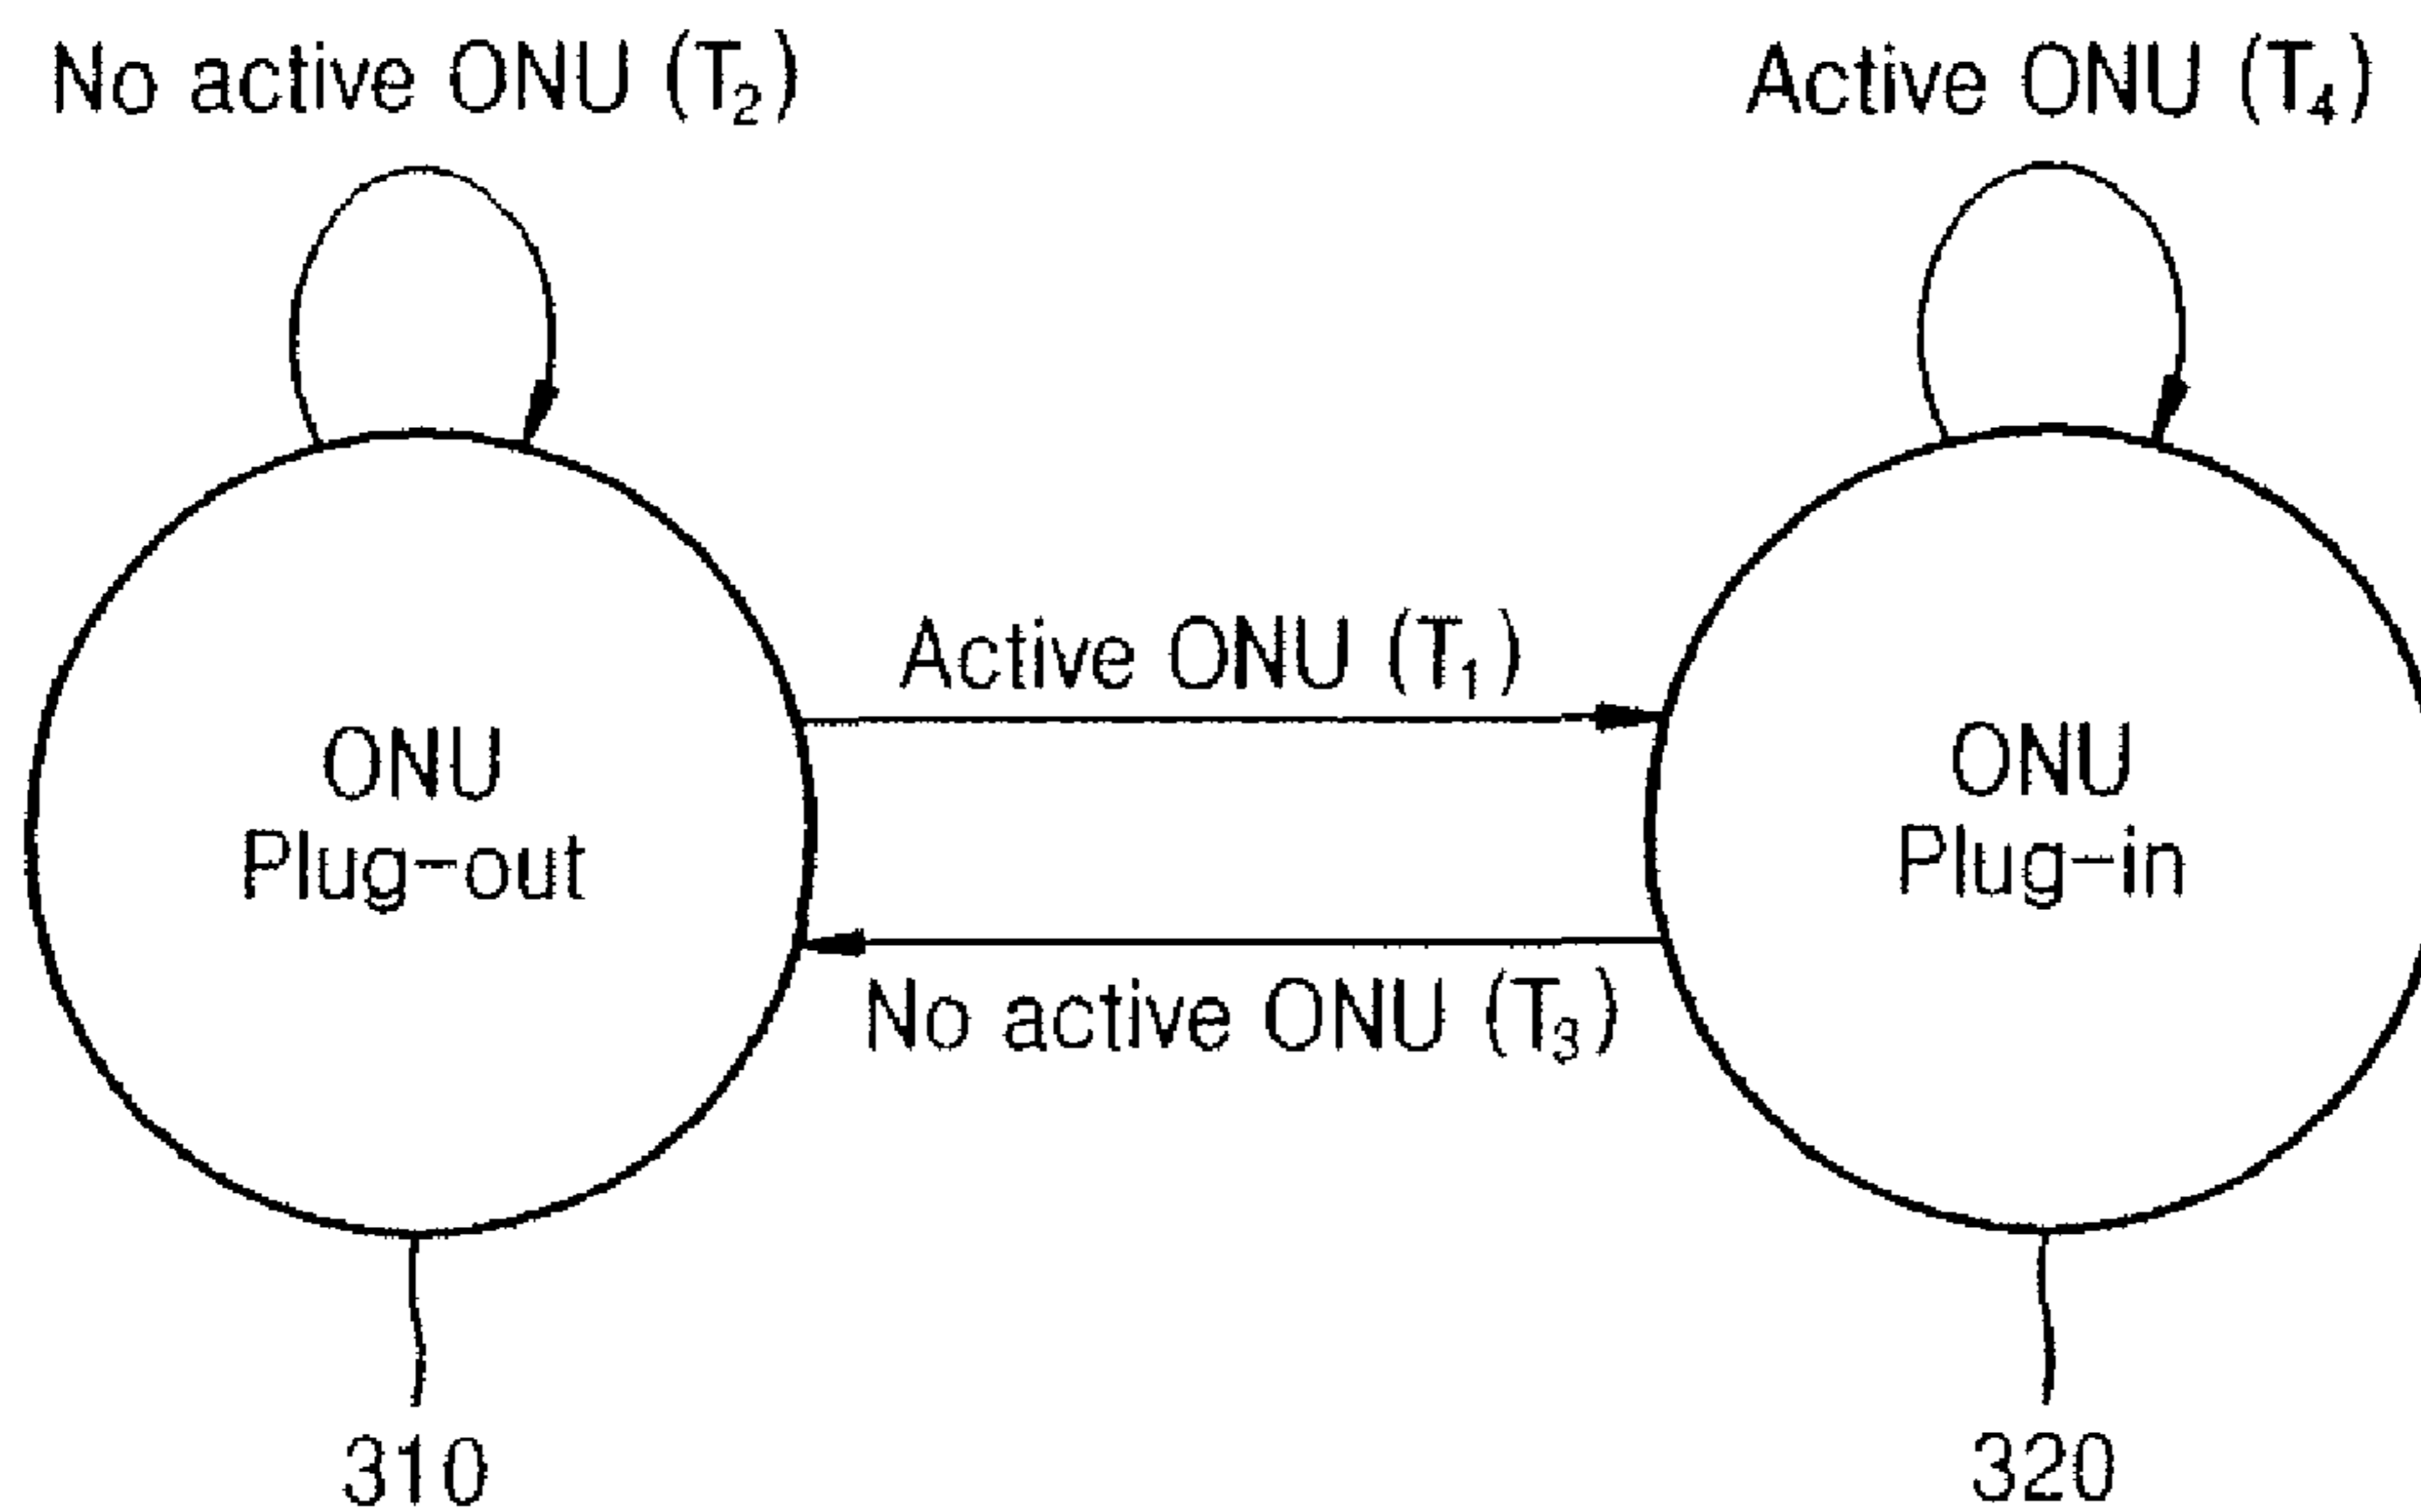 No active ONU (T₂)
Active ONU (T₄)
Active ONU (T₁)
ONU
Plug-out
ONU
Plug-in
No active ONU (T₃)
310
320